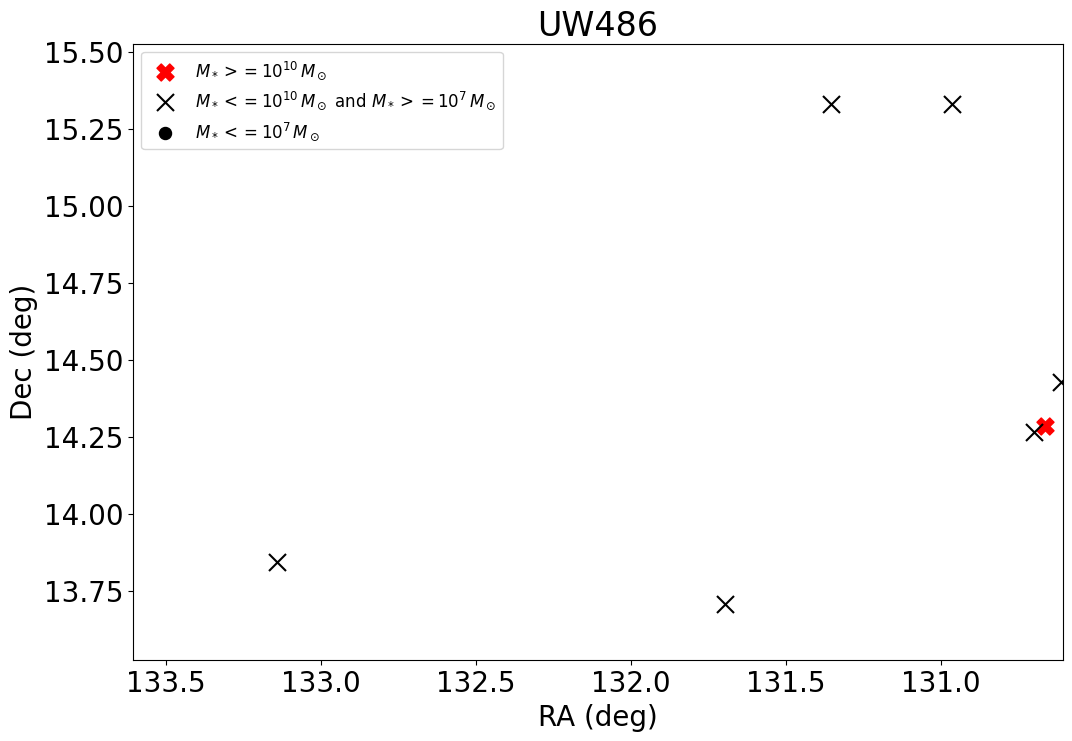 UW486
M* >= 10^10 M⊙
M* <= 10^10 M⊙ and M* >= 10^7 M⊙
M* <= 10^7 M⊙
15.50
15.25
15.00
14.75
14.50
14.25
14.00
13.75
Dec (deg)
133.5 133.0 132.5 132.0 131.5 131.0
RA (deg)